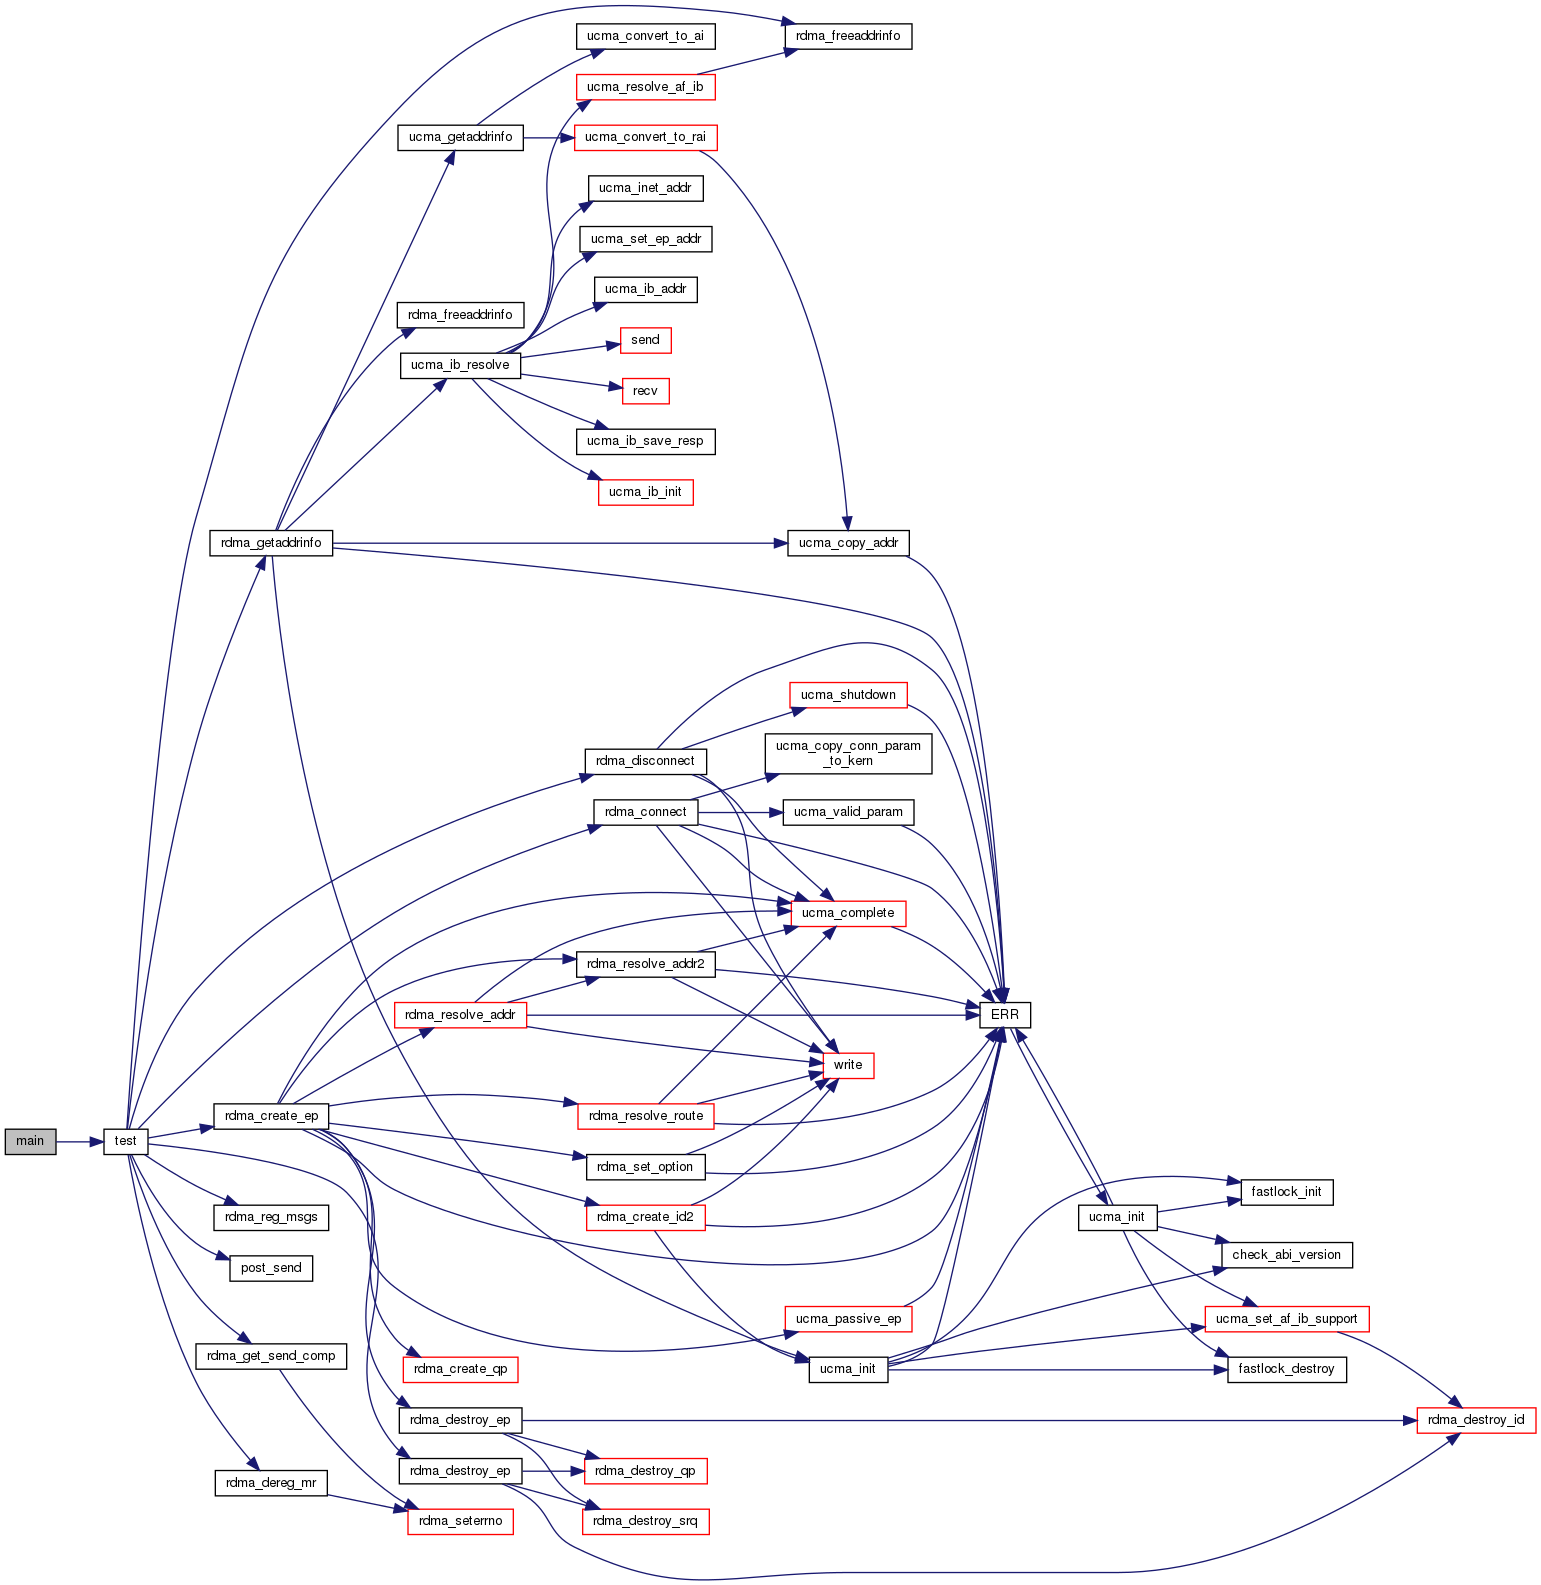 ucma_convert_to_ai
rdma_freeaddrinfo
ucma_resolve_af_ib
ucma_getaddrinfo
ucma_convert_to_rai
ucma_inet_addr
ucma_set_ep_addr
ucma_ib_addr
rdma_freeaddrinfo
send
ucma_ib_resolve
recv
ucma_ib_save_resp
ucma_ib_init
rdma_getaddrinfo
ucma_copy_addr
ucma_shutdown
rdma_disconnect
ucma_copy_conn_param
_to_kern
rdma_connect
ucma_valid_param
ucma_complete
rdma_resolve_addr2
rdma_resolve_addr
ERR
write
rdma_create_ep
rdma_resolve_route
main
test
rdma_set_option
fastlock_init
rdma_reg_msgs
rdma_create_id2
ucma_init
check_abi_version
post_send
ucma_passive_ep
ucma_set_af_ib_support
rdma_get_send_comp
rdma_create_qp
ucma_init
fastlock_destroy
rdma_destroy_ep
rdma_destroy_id
rdma_destroy_ep
rdma_destroy_qp
rdma_dereg_mr
rdma_seterrno
rdma_destroy_srq